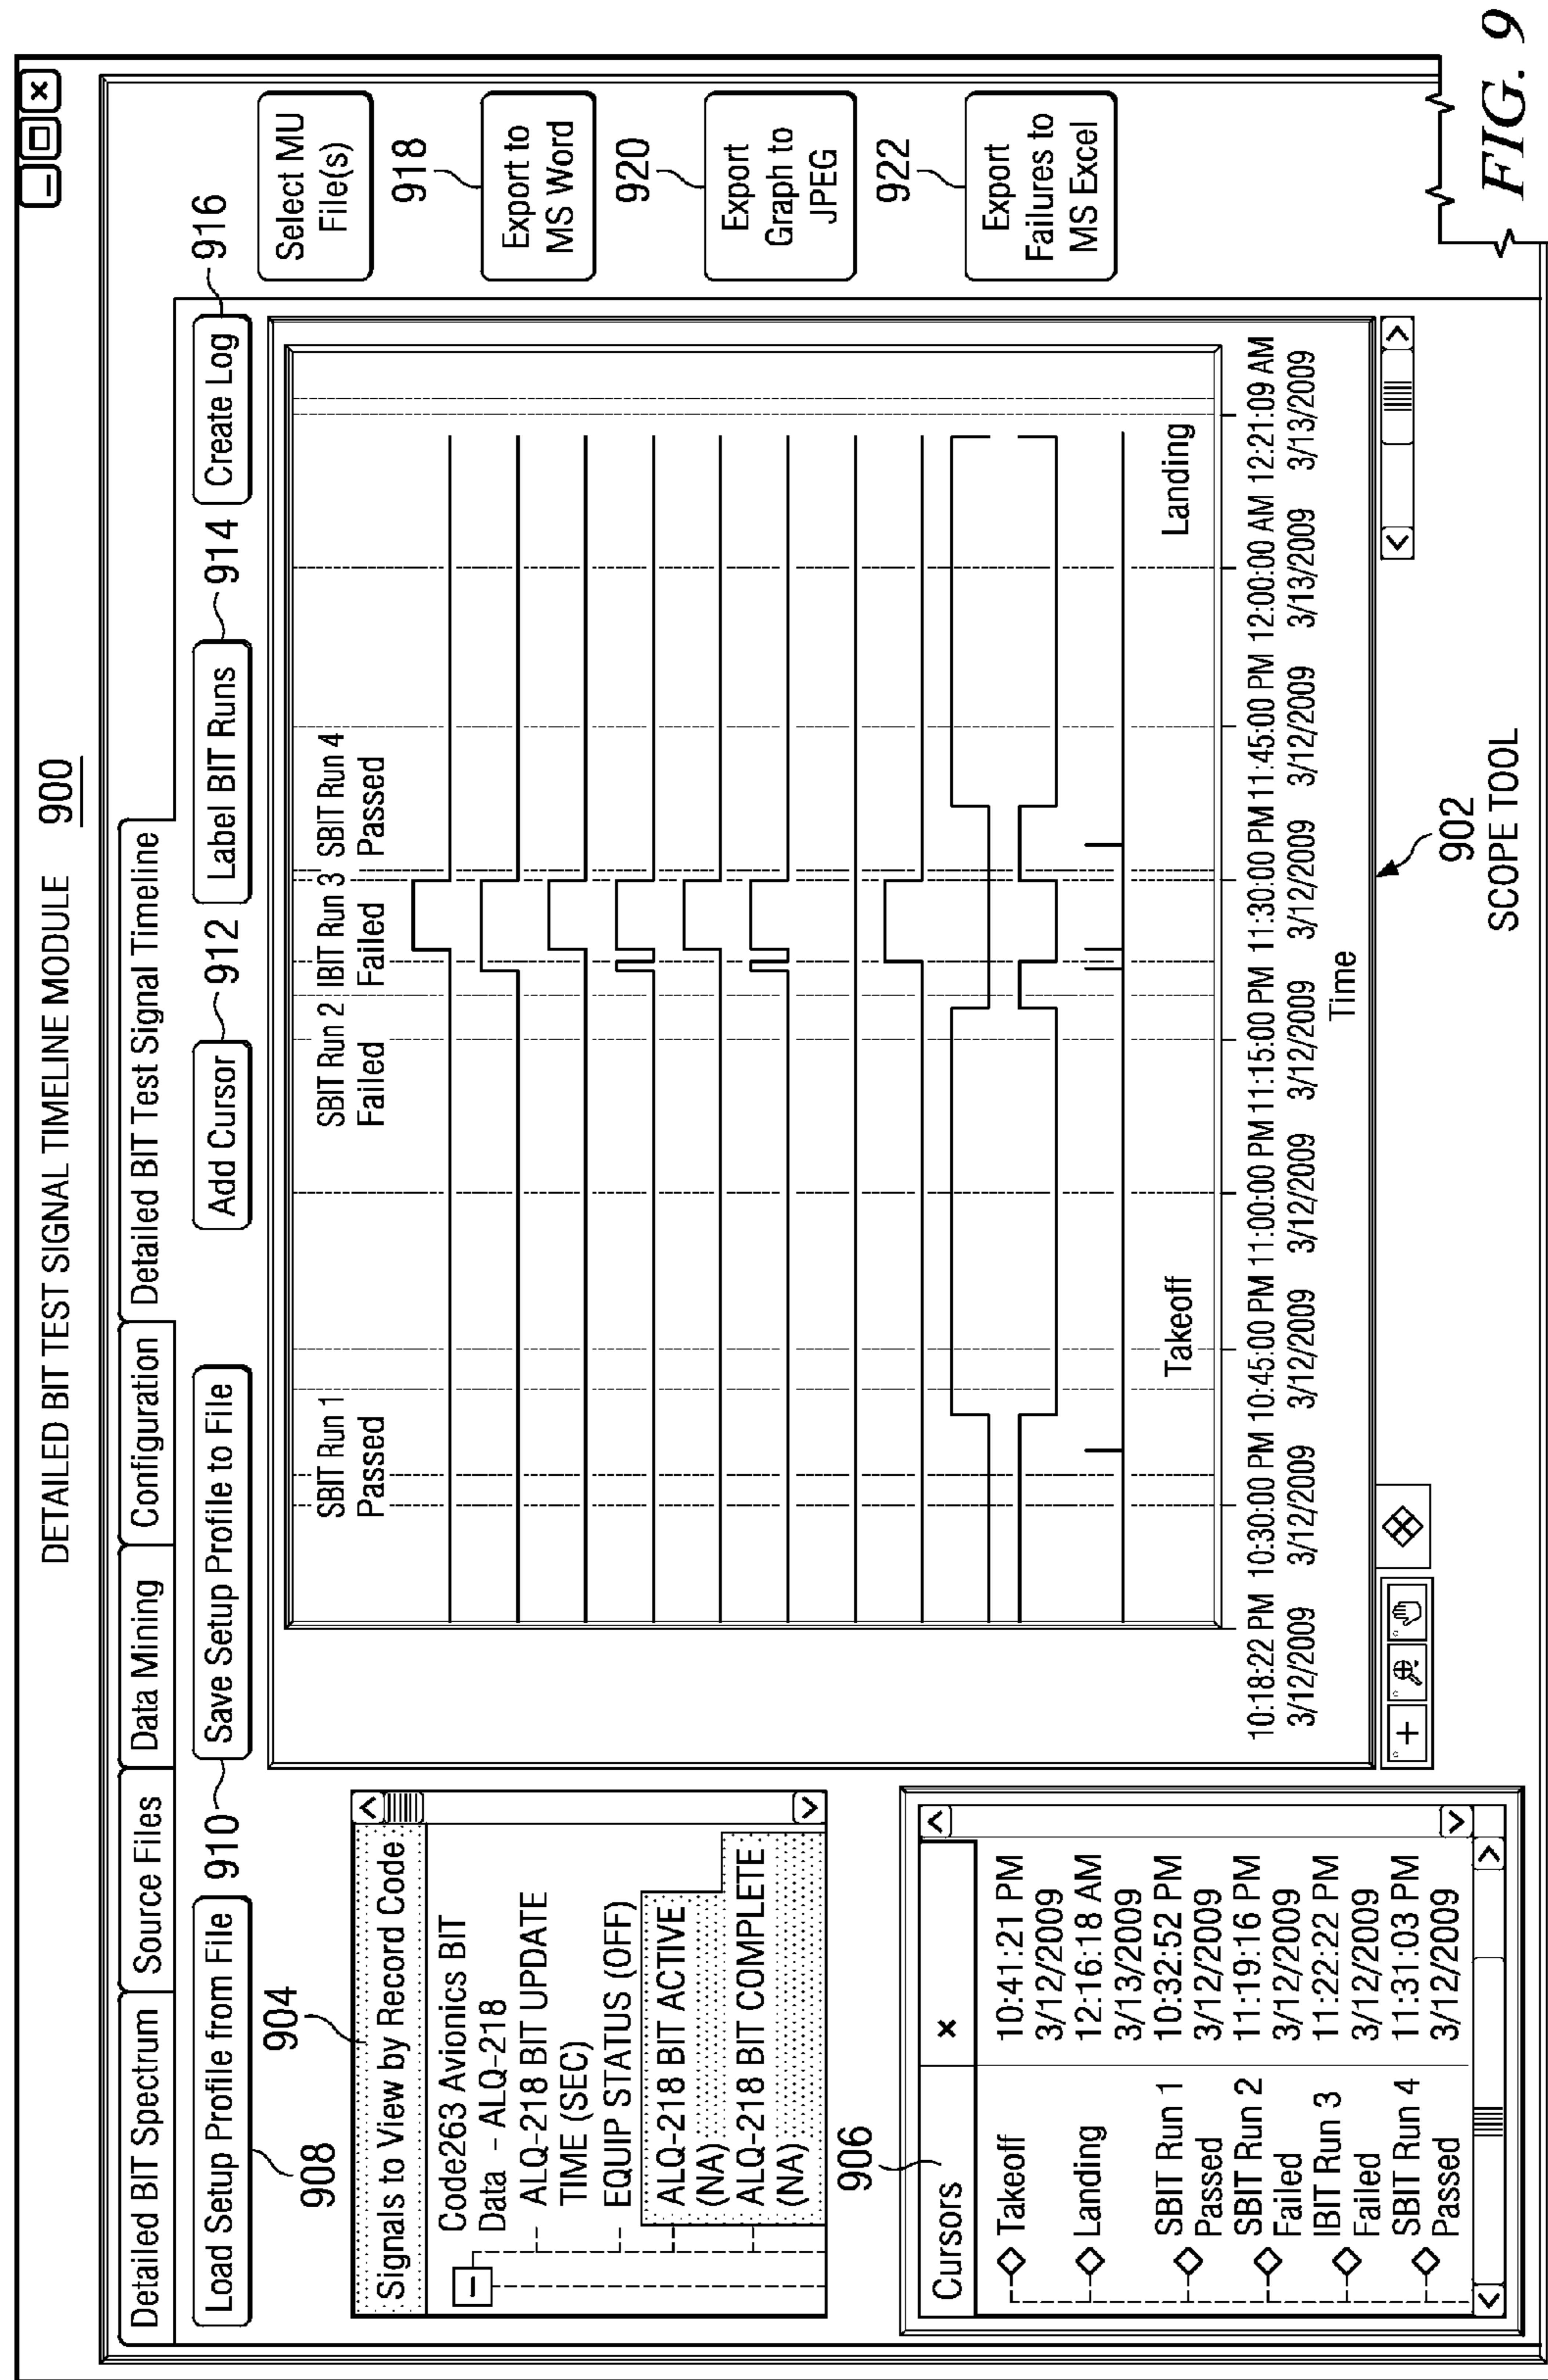 DETAILED BIT TEST SIGNAL TIMELINE MODULE 900
Detailed BIT Spectrum
Source Files
Data Mining
Configuration
Detailed BIT Test Signal Timeline
Load Setup Profile from File
908
910
Save Setup Profile to File
Add Cursor
912
Label BIT Runs
914
Create Log
916
904
Signals to View by Record Code
Code263 Avionics BIT
Data - ALQ-218
ALQ-218 BIT UPDATE
TIME (SEC)
EQUIP STATUS (OFF)
ALQ-218 BIT ACTIVE
(NA)
ALQ-218 BIT COMPLETE
(NA)
906
Cursors x
Takeoff 10:41:21 PM
3/12/2009
Landing 12:16:18 AM
3/13/2009
SBIT Run 1 10:32:52 PM
Passed 3/12/2009
SBIT Run 2 11:19:16 PM
Failed 3/12/2009
IBIT Run 3 11:22:22 PM
Failed 3/12/2009
SBIT Run 4 11:31:03 PM
Passed 3/12/2009
SBIT Run 1
Passed
SBIT Run 2
Failed
IBIT Run 3
Failed
SBIT Run 4
Passed
Takeoff
Landing
10:18:22 PM 10:30:00 PM 10:45:00 PM 11:00:00 PM 11:15:00 PM 11:30:00 PM 11:45:00 PM 12:00:00 AM 12:21:09 AM
3/12/2009 3/12/2009 3/12/2009 3/12/2009 3/12/2009 3/12/2009 3/12/2009 3/13/2009 3/13/2009
Time
902
SCOPE TOOL
Select MU
File(s)
918
Export to
MS Word
920
Export
Graph to
JPEG
922
Export
Failures to
MS Excel
FIG. 9